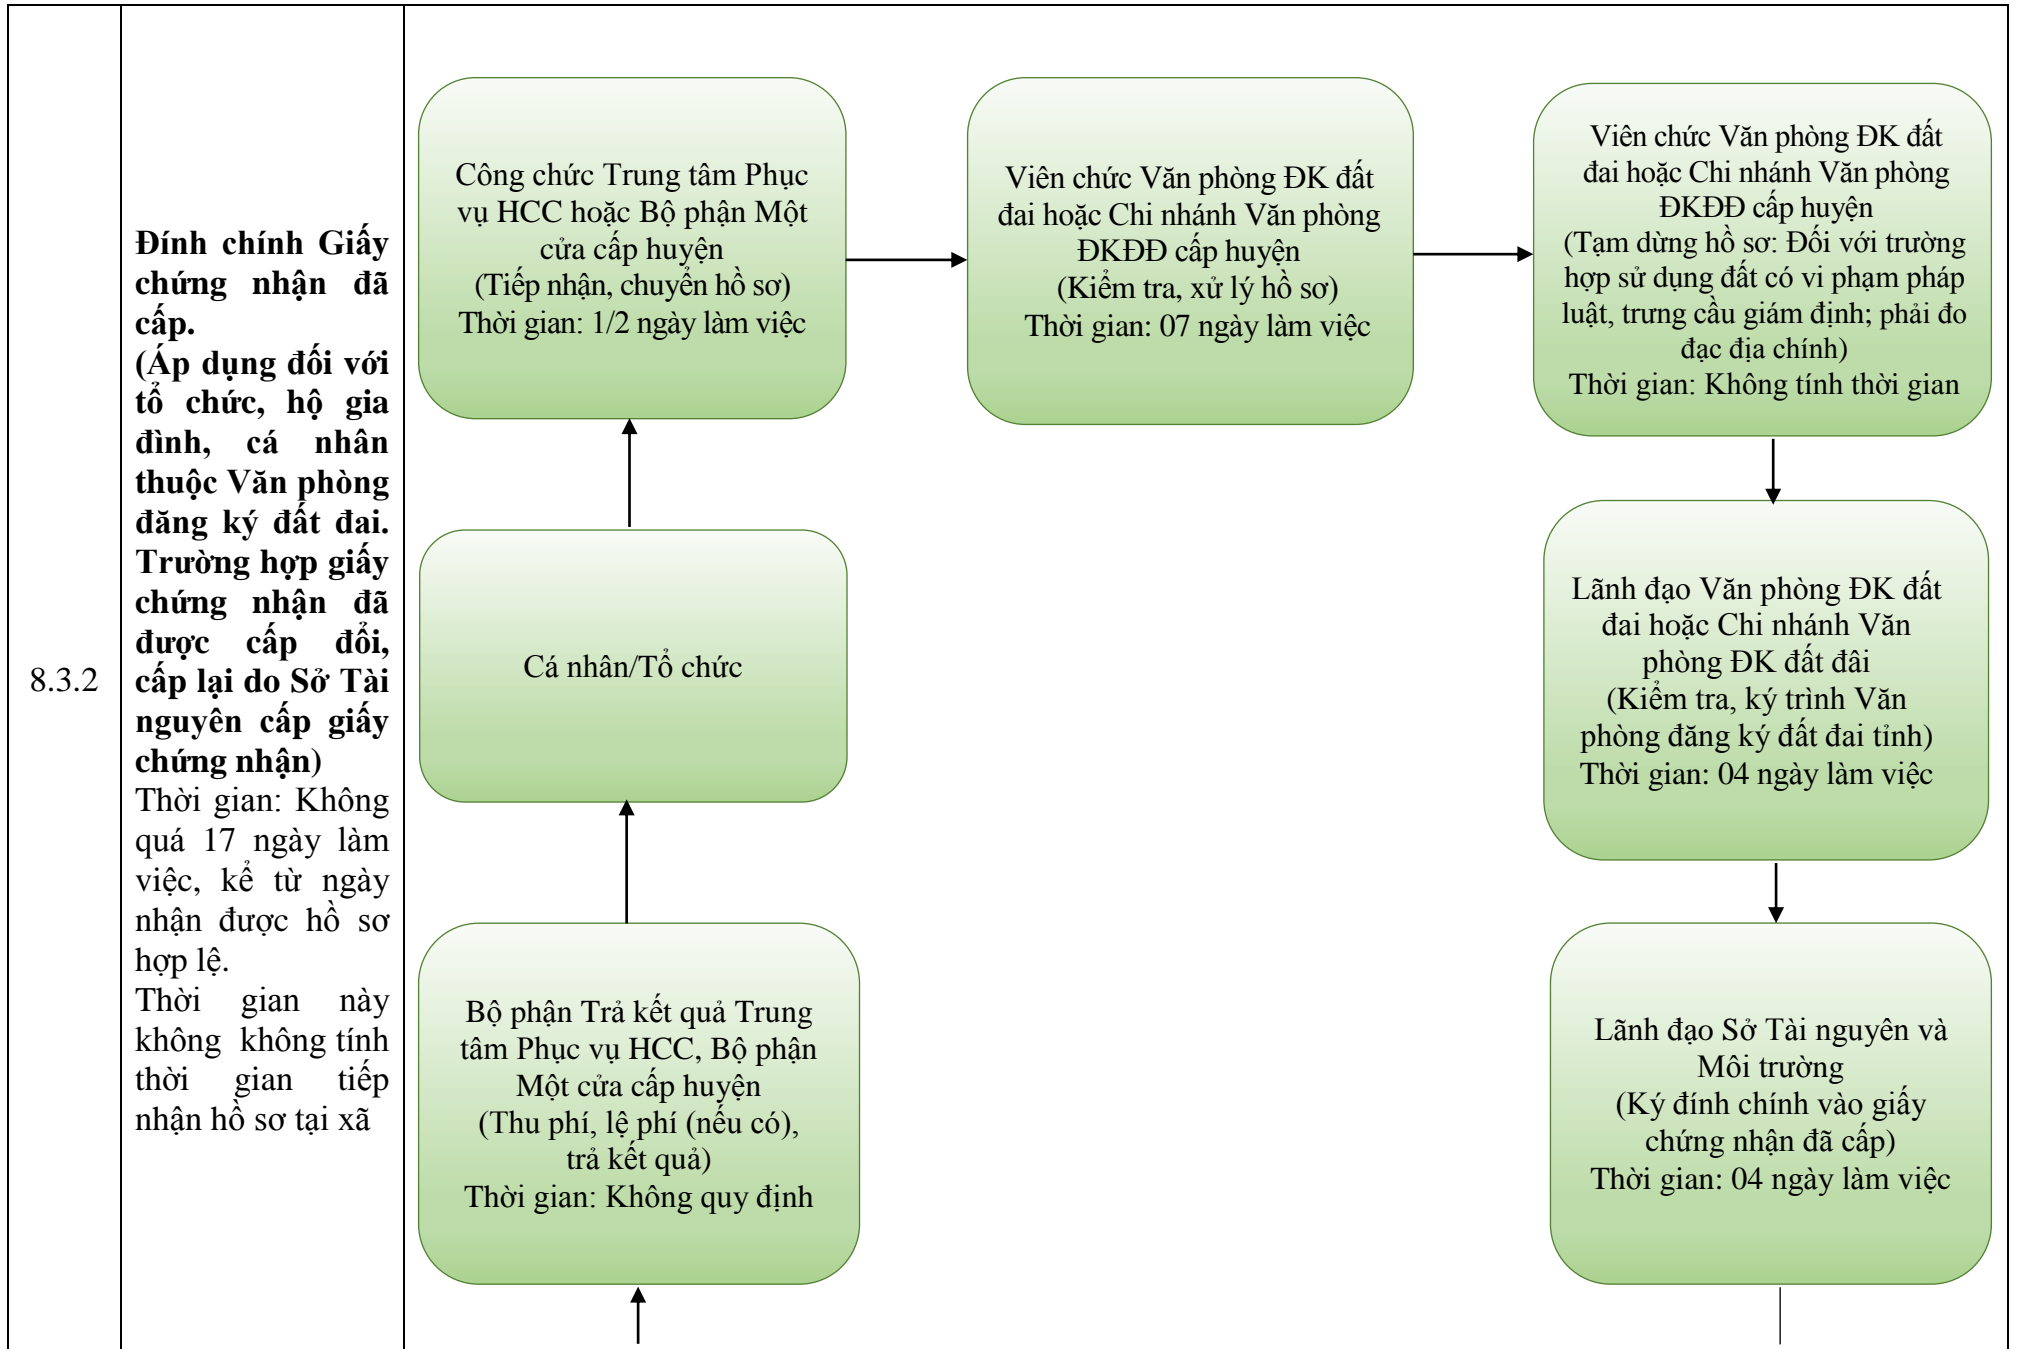 8.3.2
Đính chính Giấy
chứng nhận đã
cấp.
(Áp dụng đối với
tổ chức, hộ gia
đình, cá nhân
thuộc Văn phòng
đăng ký đất đai.
Trường hợp giấy
chứng nhận đã
được cấp đổi,
cấp lại do Sở Tài
nguyên cấp giấy
chứng nhận)
Thời gian: Không
quá 17 ngày làm
việc, kể từ ngày
nhận được hồ sơ
hợp lệ.
Thời gian này
không không tính
thời gian tiếp
nhận hồ sơ tại xã
Công chức Trung tâm Phục
vụ HCC hoặc Bộ phận Một
cửa cấp huyện
(Tiếp nhận, chuyển hồ sơ)
Thời gian: 1/2 ngày làm việc
Viên chức Văn phòng ĐK đất
đai hoặc Chi nhánh Văn phòng
ĐKĐĐ cấp huyện
(Kiểm tra, xử lý hồ sơ)
Thời gian: 07 ngày làm việc
Viên chức Văn phòng ĐK đất
đai hoặc Chi nhánh Văn phòng
ĐKĐĐ cấp huyện
(Tạm dừng hồ sơ: Đối với trường
hợp sử dụng đất có vi phạm pháp
luật, trưng cầu giám định; phải đo
đạc địa chính)
Thời gian: Không tính thời gian
Cá nhân/Tổ chức
Lãnh đạo Văn phòng ĐK đất
đai hoặc Chi nhánh Văn
phòng ĐK đất đâi
(Kiểm tra, ký trình Văn
phòng đăng ký đất đai tỉnh)
Thời gian: 04 ngày làm việc
Bộ phận Trả kết quả Trung
tâm Phục vụ HCC, Bộ phận
Một cửa cấp huyện
(Thu phí, lệ phí (nếu có),
trả kết quả)
Thời gian: Không quy định
Lãnh đạo Sở Tài nguyên và
Môi trường
(Ký đính chính vào giấy
chứng nhận đã cấp)
Thời gian: 04 ngày làm việc